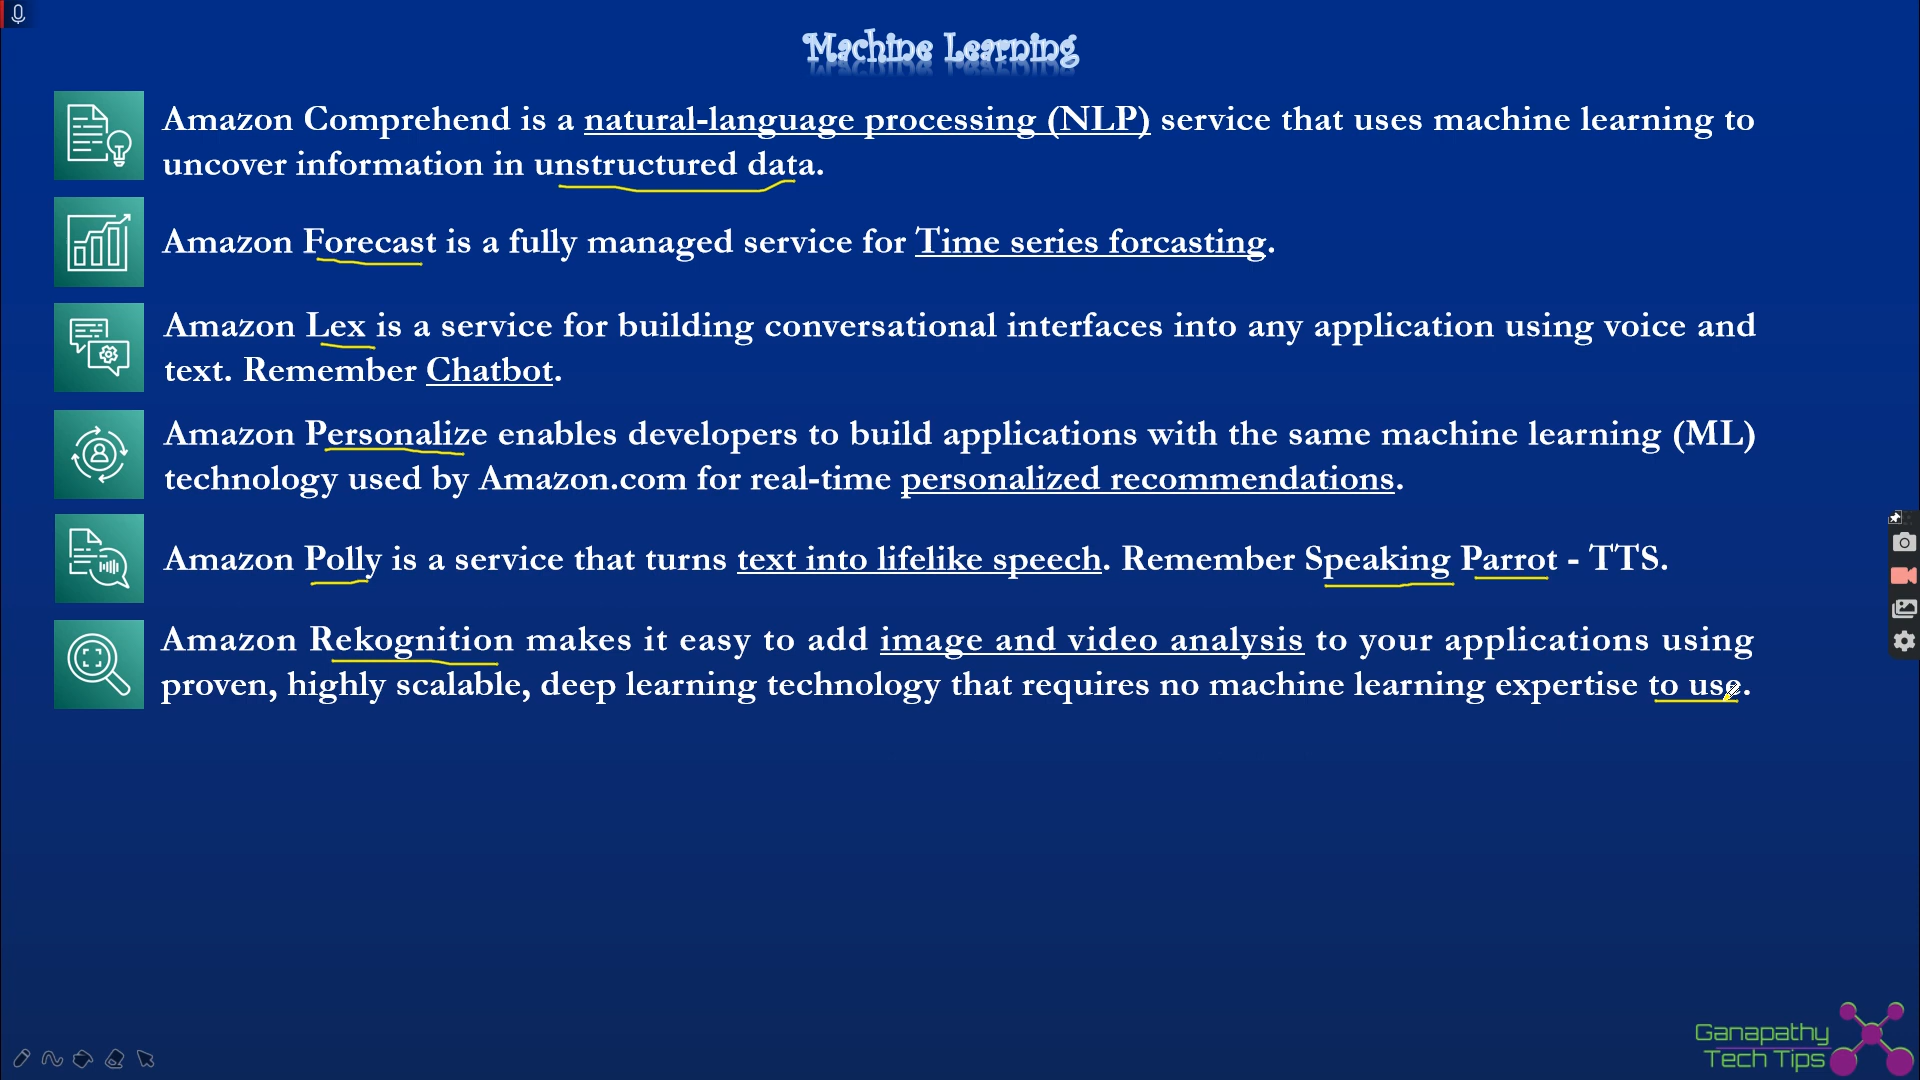 Machine Learning
Amazon Comprehend is a natural-language processing (NLP) service that uses machine learning to
uncover information in unstructured data.
Amazon Forecast is a fully managed service for Time series forcasting.
Amazon Lex is a service for building conversational interfaces into any application using voice and
text. Remember Chatbot.
Amazon Personalize enables developers to build applications with the same machine learning (ML)
technology used by Amazon.com for real-time personalized recommendations.
Amazon Polly is a service that turns text into lifelike speech. Remember Speaking Parrot - TTS.
Amazon Rekognition makes it easy to add image and video analysis to your applications using
proven, highly scalable, deep learning technology that requires no machine learning expertise to use.
Ganapathy
Tech Tips